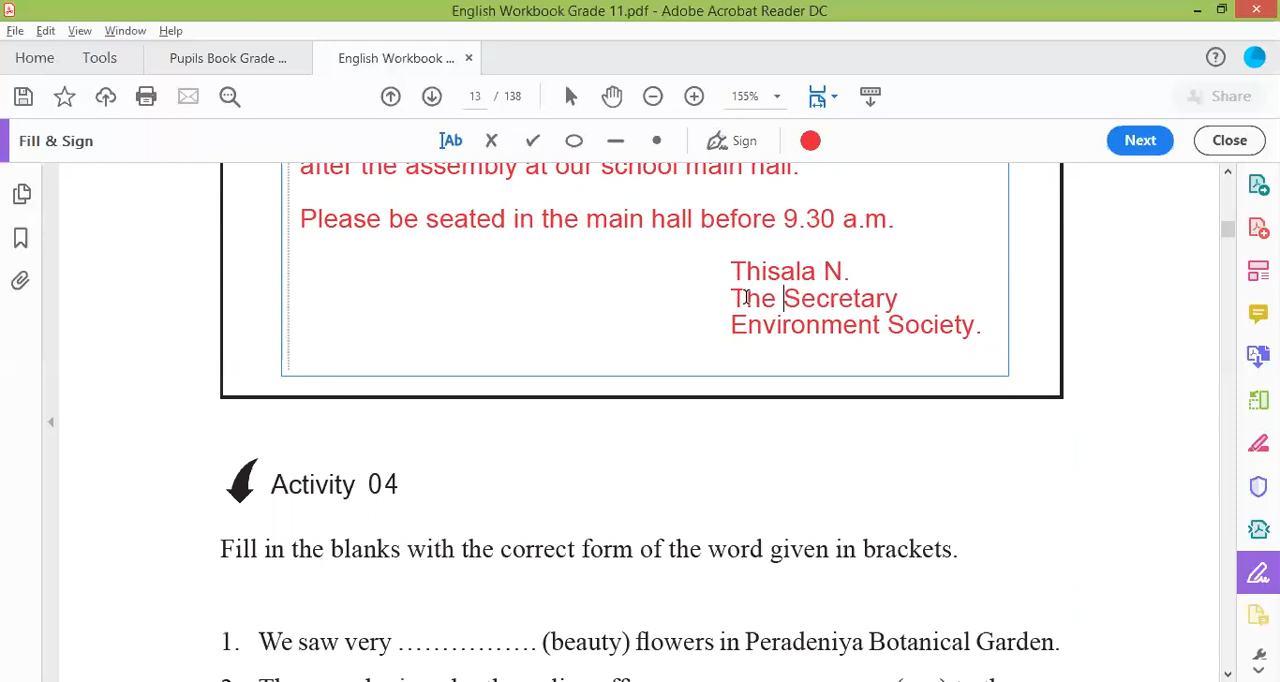 English Workbook Grade 11.pdf - Adobe Acrobat Reader DC
File Edit View Window Help
Home Tools Pupils Book Grade ... English Workbook ... ×
13 / 138 155% Share
Fill & Sign Ab Sign Next Close
after the assembly at our school main hall.
Please be seated in the main hall before 9.30 a.m.
Thisala N.
The Secretary
Environment Society.
Activity 04
Fill in the blanks with the correct form of the word given in brackets.
1. We saw very ................ (beauty) flowers in Peradeniya Botanical Garden.
2.